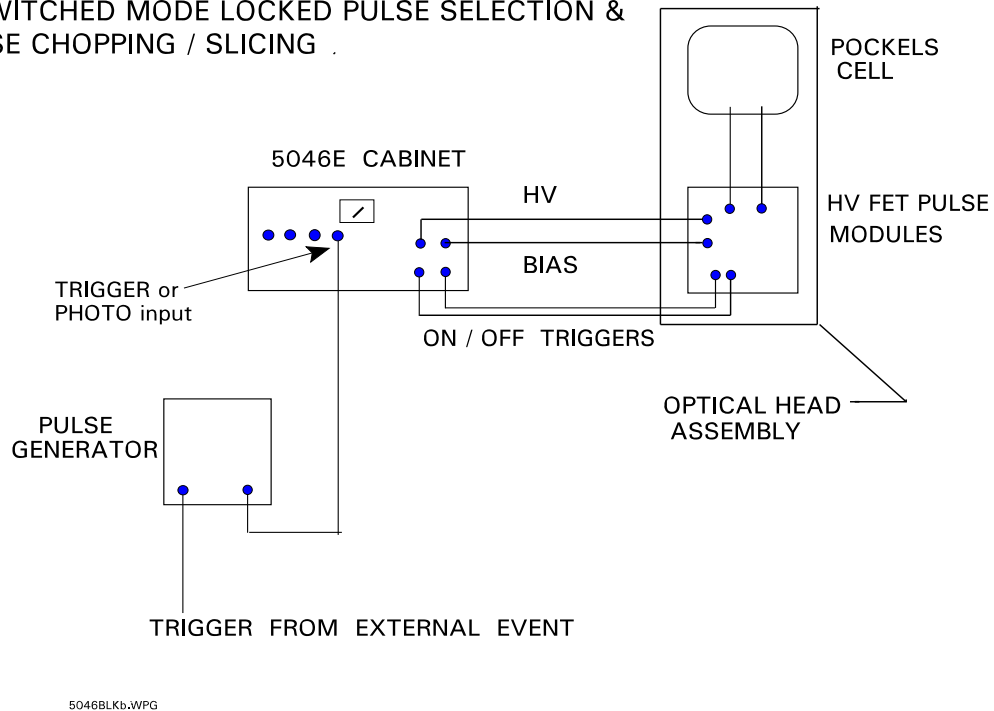 WITCHED MODE LOCKED PULSE SELECTION &
SE CHOPPING / SLICING .
POCKELS
CELL
5046E CABINET
HV
HV FET PULSE
MODULES
BIAS
TRIGGER or
PHOTO input
ON / OFF TRIGGERS
OPTICAL HEAD
ASSEMBLY
PULSE
GENERATOR
TRIGGER FROM EXTERNAL EVENT
5046BLKb.WPG